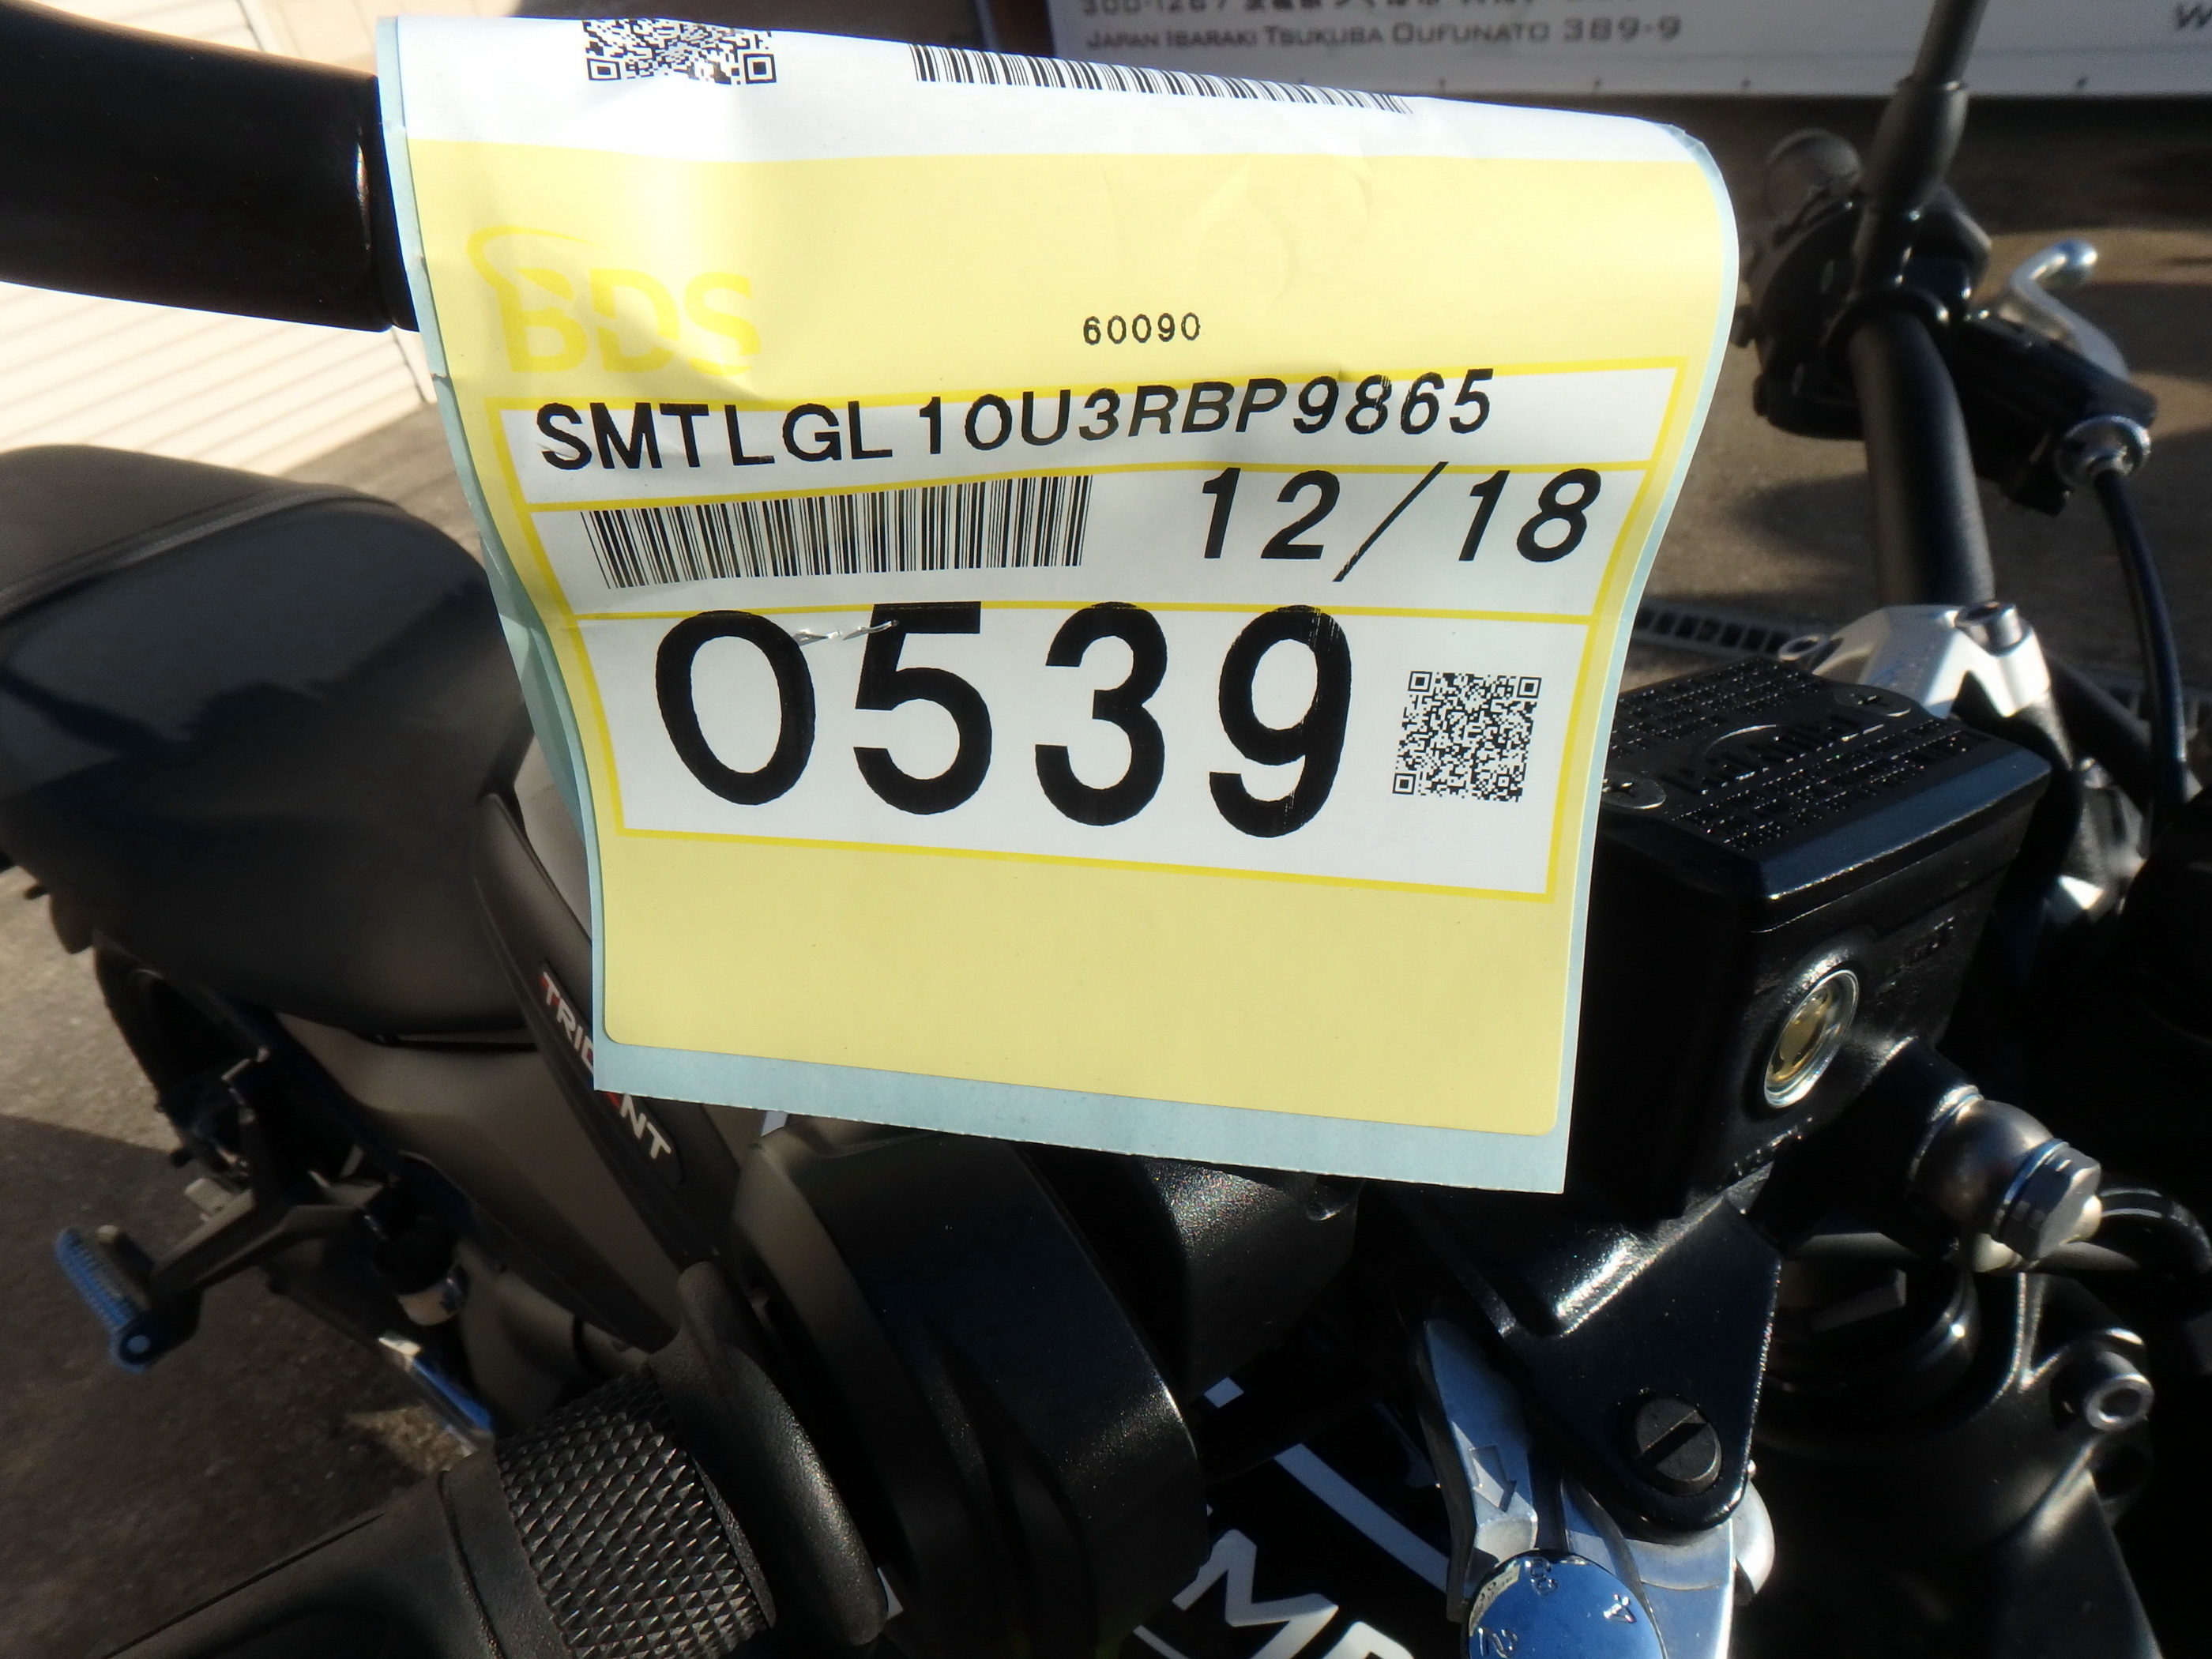 JAPAN IBARAKI TSUKUBA OUFUNATO 389-9
BDS
60090
SMTLGL10U3RBP9865
12/18
0539
TRIDENT